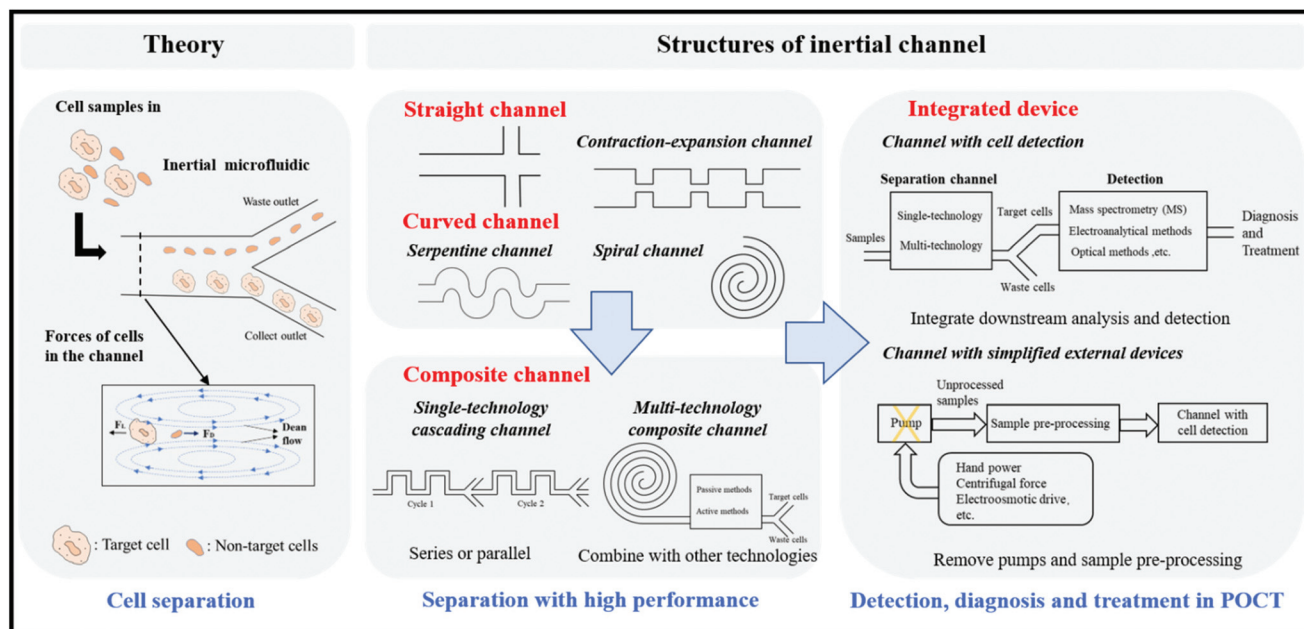 Theory
Cell samples in
Inertial microfluidic
Waste outlet
Collect outlet
Forces of cells
in the channel
FL
FD
Dean
flow
: Target cell
: Non-target cells
Cell separation
Structures of inertial channel
Straight channel
Contraction-expansion channel
Curved channel
Serpentine channel
Spiral channel
Composite channel
Single-technology
cascading channel
Cycle 1
Cycle 2
Series or parallel
Multi-technology
composite channel
Passive methods
Active methods
Target cells
Waste cells
Combine with other technologies
Separation with high performance
Integrated device
Channel with cell detection
Separation channel
Detection
Samples
Single-technology
Multi-technology
Target cells
Waste cells
Mass spectrometry (MS)
Electroanalytical methods
Optical methods ,etc.
Diagnosis
and
Treatment
Integrate downstream analysis and detection
Channel with simplified external devices
Unprocessed
samples
Pump
Sample pre-processing
Channel with
cell detection
Hand power
Centrifugal force
Electroosmotic drive,
etc.
Remove pumps and sample pre-processing
Detection, diagnosis and treatment in POCT